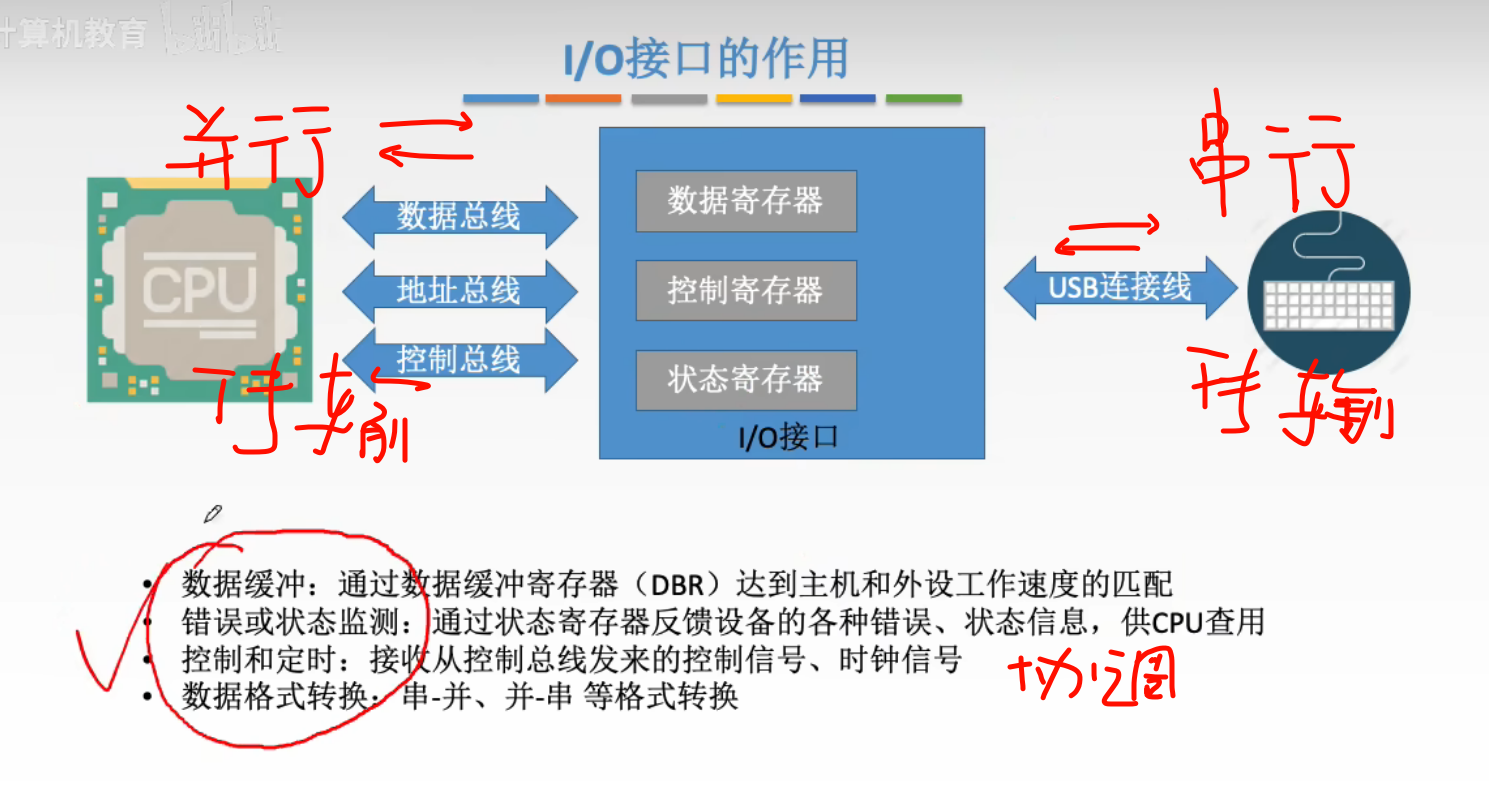 计算机教育 bilibili
I/O接口的作用
并行
串行
数据总线
数据寄存器
地址总线
控制寄存器
USB连接线
CPU
控制总线
状态寄存器
传输
传输
I/O接口
• 数据缓冲：通过数据缓冲寄存器（DBR）达到主机和外设工作速度的匹配
• 错误或状态监测：通过状态寄存器反馈设备的各种错误、状态信息，供CPU查用
• 控制和定时：接收从控制总线发来的控制信号、时钟信号
协调
• 数据格式转换：串-并、并-串 等格式转换